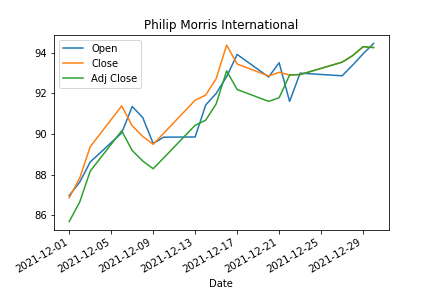 Philip Morris International
Open
Close
Adj Close
94
92
90
88
86
2021-12-01
2021-12-05
2021-12-09
2021-12-13
2021-12-17
2021-12-21
2021-12-25
2021-12-29
Date